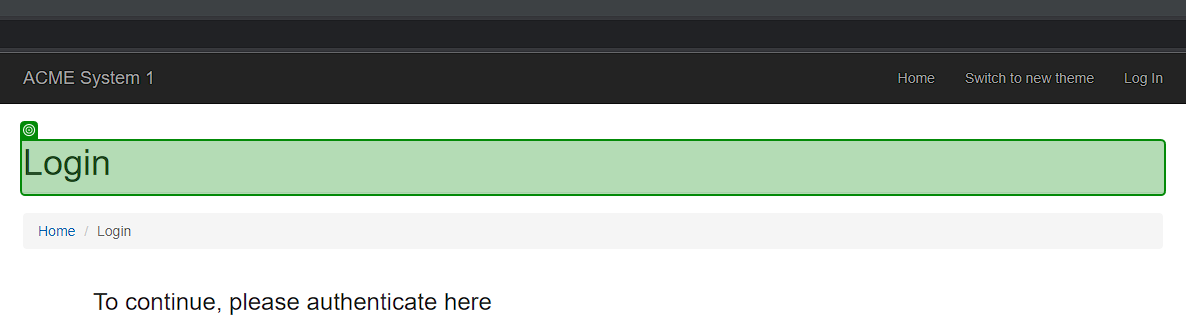 ACME System 1 Home Switch to new theme Log In
Login
Home / Login
To continue, please authenticate here